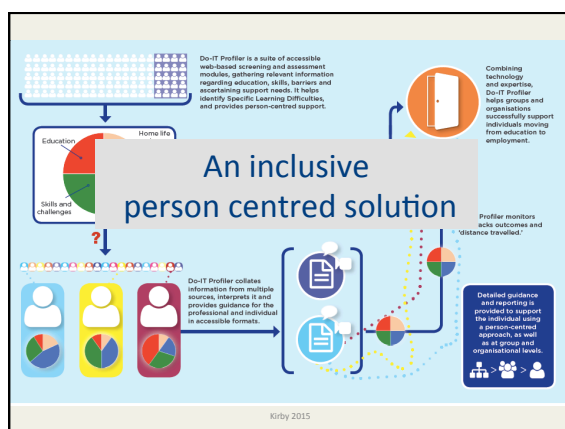 Do-IT Profiler is a suite of accessible
web-based screening and assessment
modules, gathering relevant information
regarding education, skills, barriers and
ascertaining support needs. It helps
identify Specific Learning Difficulties,
and provides person-centred support.
Combining
technology
and expertise,
Do-IT Profiler
helps groups and
organisations
successfully support
individuals moving
from education to
employment.
Home life
Education
Skills and
challenges
An inclusive
person centred solution
Profiler monitors
acks outcomes and
'distance travelled.'
?
Do-IT Profiler collates
information from multiple
sources, interprets it and
provides guidance for the
professional and individual
in accessible formats.
Detailed guidance
and reporting is
provided to support
the individual using
a person-centred
approach, as well
as at group and
organisational levels.
> >
Kirby 2015